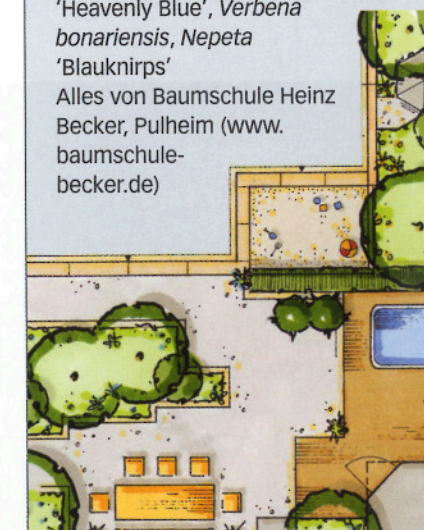 ‘Heavenly Blue’, Verbena
bonariensis, Nepeta
‘Blauknirps’
Alles von Baumschule Heinz
Becker, Pulheim (www.
baumschule-
becker.de)